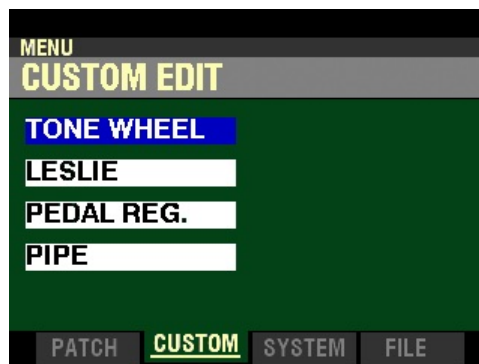 MENU
CUSTOM EDIT
TONE WHEEL
LESLIE
PEDAL REG.
PIPE
PATCH CUSTOM SYSTEM FILE